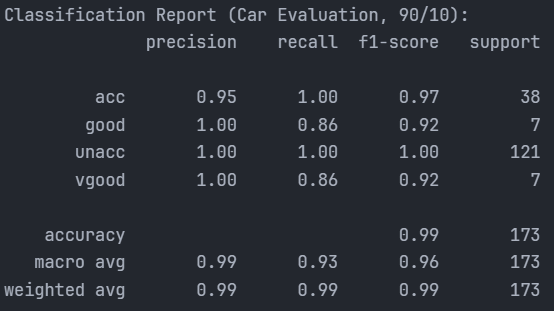 Classification Report (Car Evaluation, 90/10):
precision recall f1-score support
acc 0.95 1.00 0.97 38
good 1.00 0.86 0.92 7
unacc 1.00 1.00 1.00 121
vgood 1.00 0.86 0.92 7
accuracy 0.99 173
macro avg 0.99 0.93 0.96 173
weighted avg 0.99 0.99 0.99 173